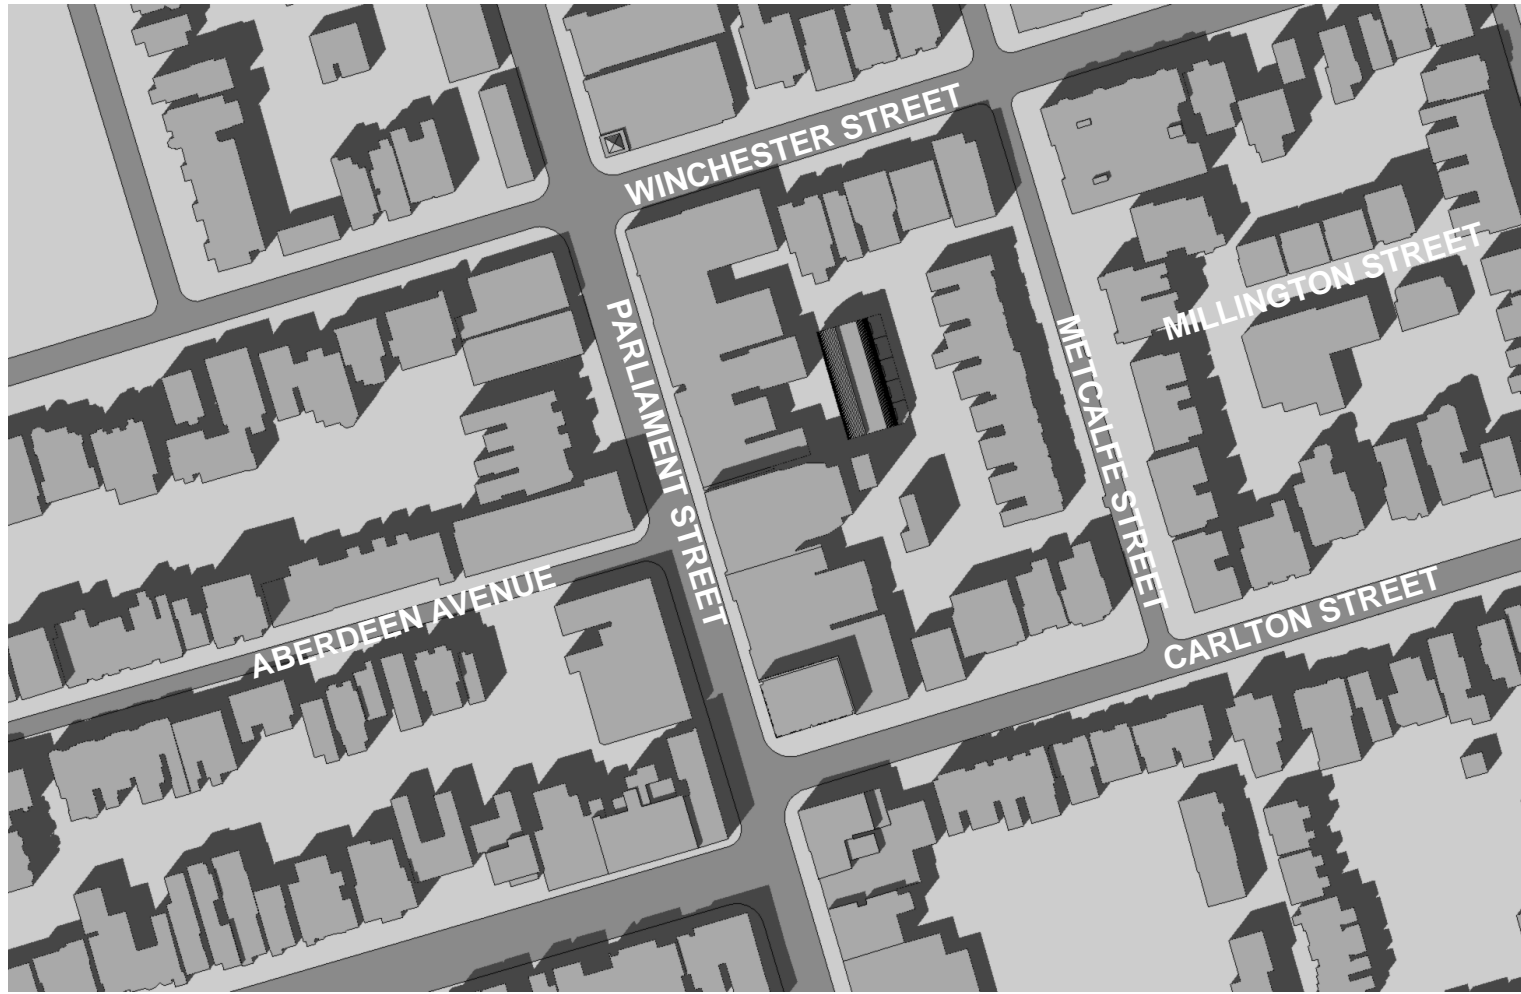 WINCHESTER STREET
MILLINGTON STREET
PARLIAMENT STREET
METCALFE STREET
ABERDEEN AVENUE
CARLTON STREET